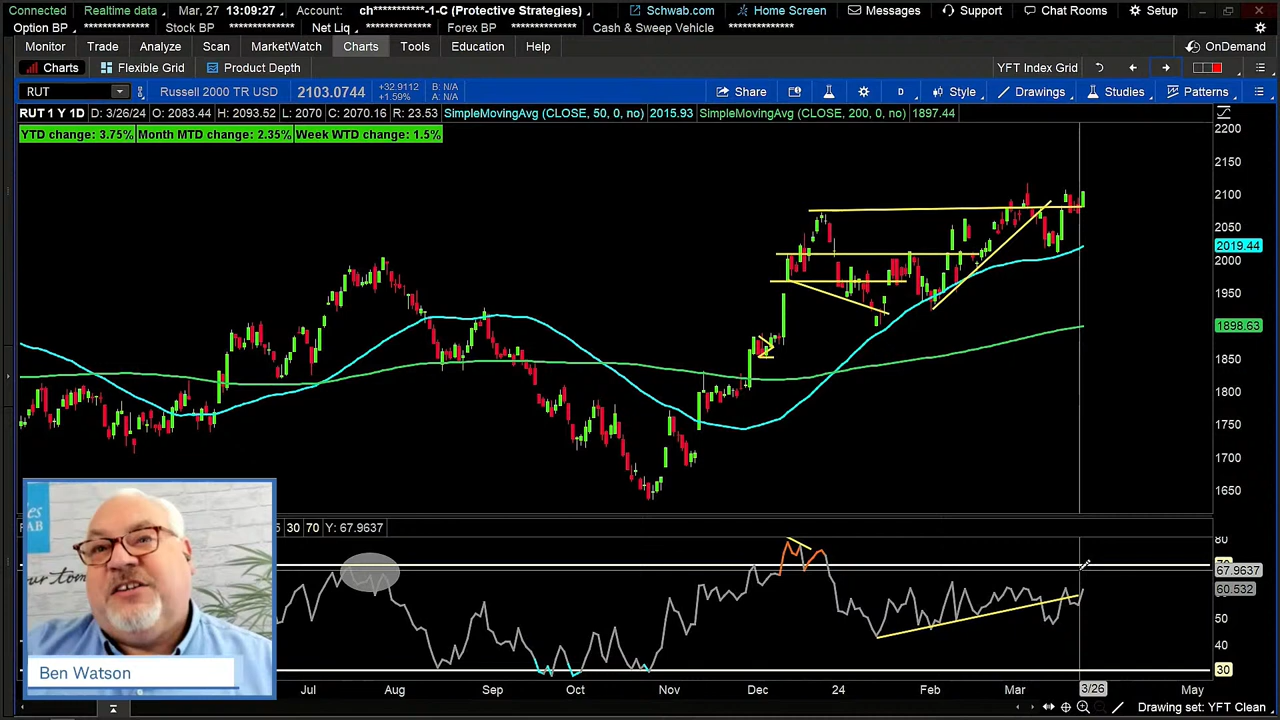 Connected Realtime data Mar, 27 13:09:27 Account: ch***********-1-C (Protective Strategies) Schwab.com Home Screen Messages Support Chat Rooms Setup
Option BP Stock BP Net Liq Forex BP Cash & Sweep Vehicle
Monitor Trade Analyze Scan MarketWatch Charts Tools Education Help OnDemand
Charts Flexible Grid Product Depth YFT Index Grid
RUT Russell 2000 TR USD 2103.0744 +32.9112 +1.59% B: N/A A: N/A Share D Style Drawings Studies Patterns
RUT 1 Y 1D D: 3/26/24 O: 2083.44 H: 2093.52 L: 2070 C: 2070.16 R: 23.53 SimpleMovingAvg (CLOSE, 50, 0, no) 2015.93 SimpleMovingAvg (CLOSE, 200, 0, no) 1897.44
YTD change: 3.75% Month MTD change: 2.35% Week WTD change: 1.5%
2200
2150
2100
2050
2019.44
2000
1950
1898.63
1850
1800
1750
1700
1650
30 70 Y: 67.9637
80
67.9637
60.532
50
40
30
AB
our tom
Ben Watson
Jul Aug Sep Oct Nov Dec 24 Feb Mar 3/26 May
Drawing set: YFT Clean